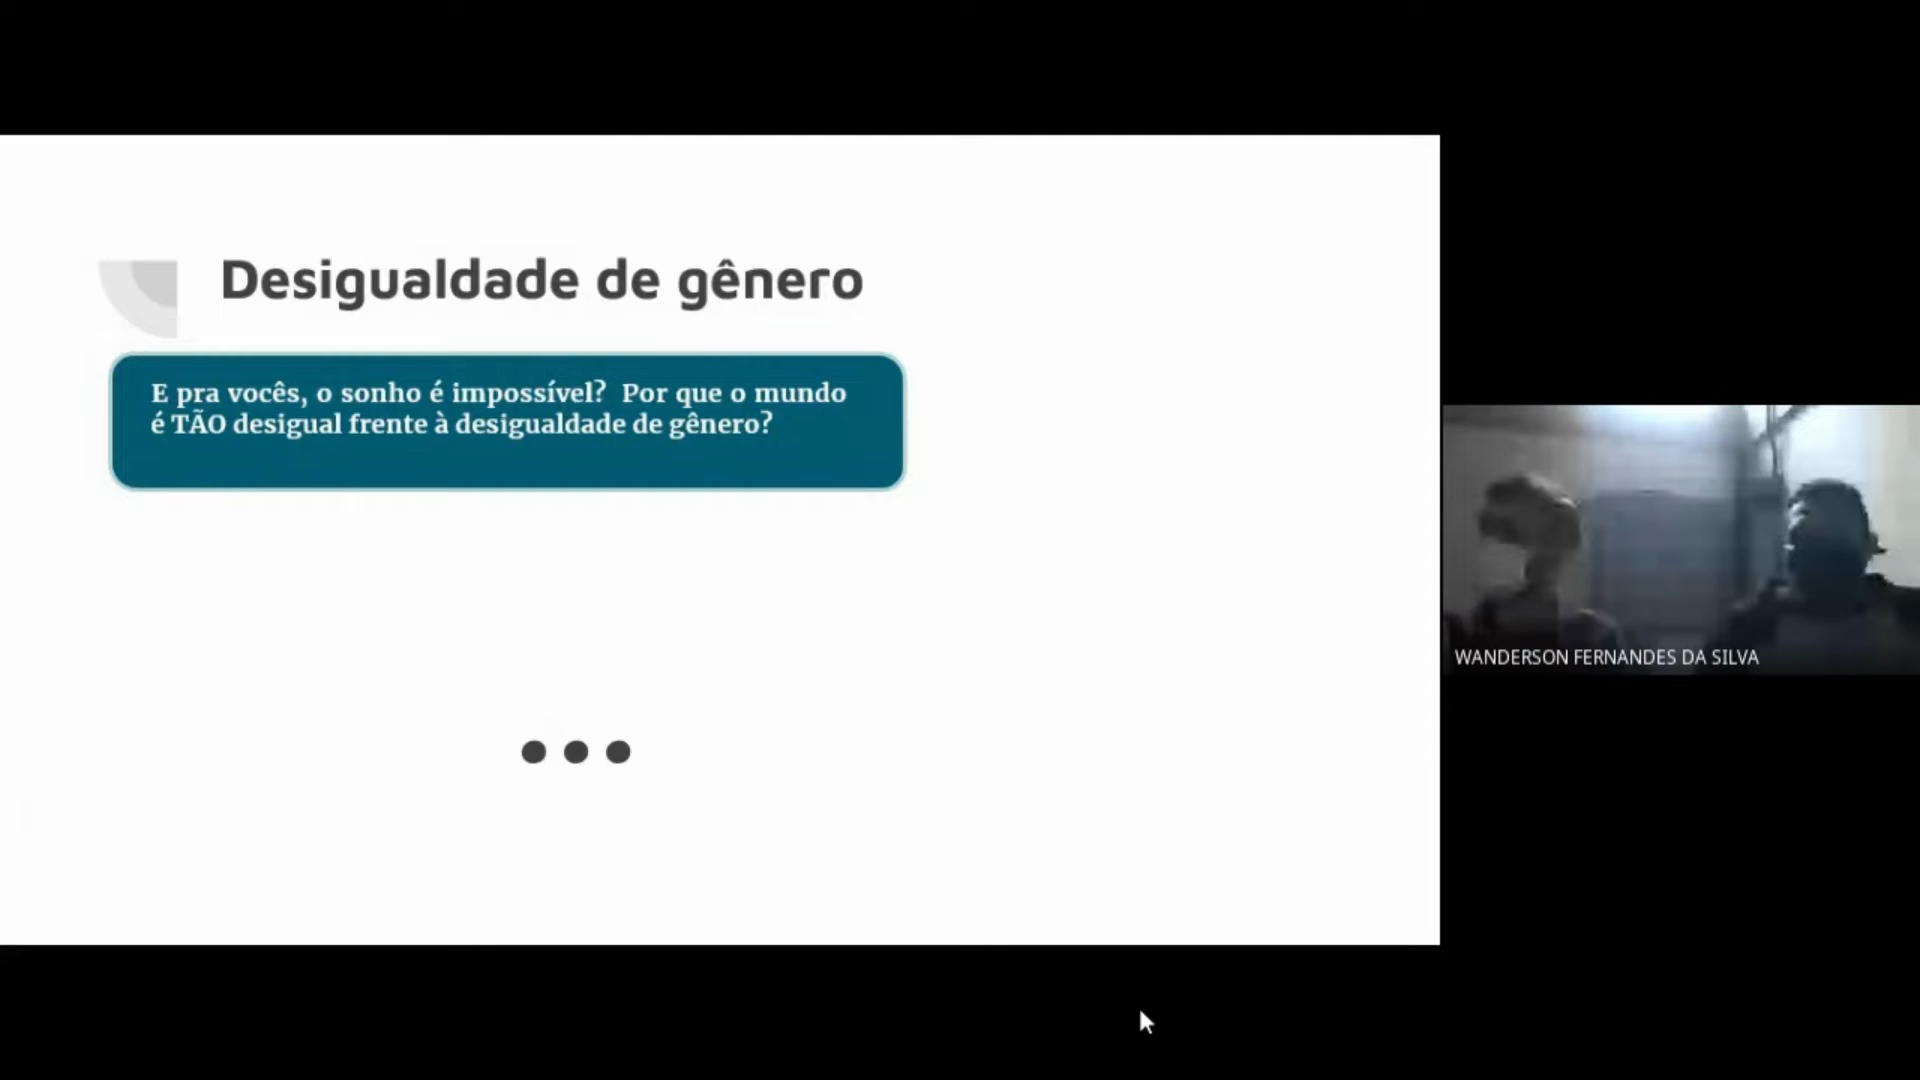 Desigualdade de gênero
E pra vocês, o sonho é impossível?  Por que o mundo
é TÃO desigual frente à desigualdade de gênero?
WANDERSON FERNANDES DA SILVA